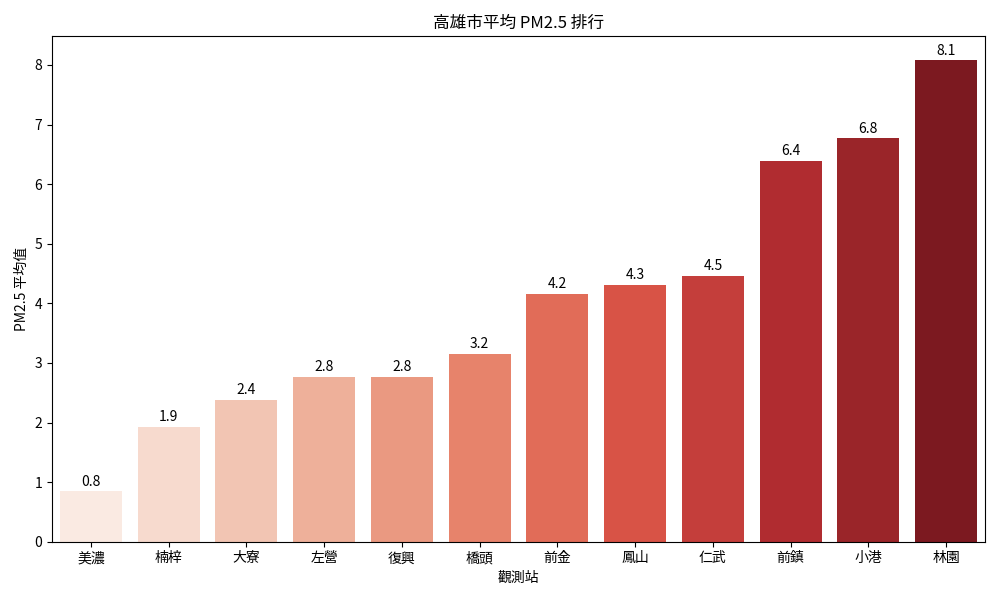 高雄市平均 PM2.5 排行
PM2.5 平均值
8
7
6
5
4
3
2
1
0
0.8
1.9
2.4
2.8
2.8
3.2
4.2
4.3
4.5
6.4
6.8
8.1
美濃
楠梓
大寮
左營
復興
橋頭
前金
鳳山
仁武
前鎮
小港
林園
觀測站